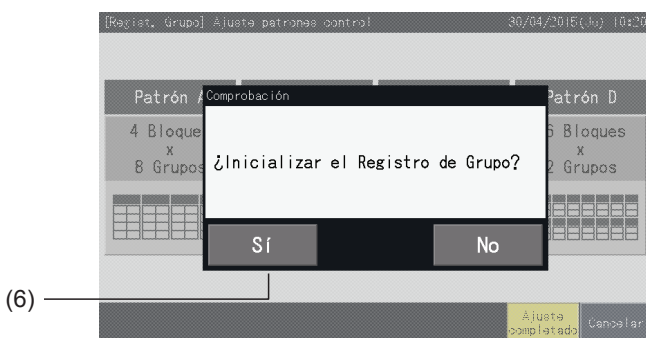 [Regist. Grupo] Ajuste patrones control 30/04/2015(Ju) 10:20
Patrón Patrón D
Comprobación
4 Bloque 6 Bloques
x x
8 Grupos 2 Grupos
¿Inicializar el Registro de Grupo?
Sí No
(6)
Ajuste
completado Cancelar